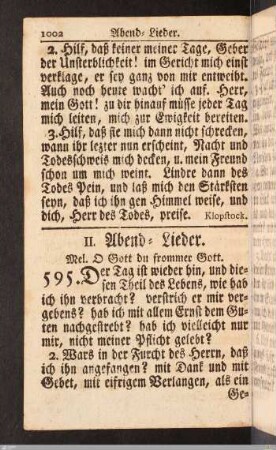 1002 Abend-Lieder.
2. Hilf, daß keiner meiner Tage, Geber
der Unsterblichkeit! im Gericht mich einst
verklage, er sey ganz von mir entweiht.
Auch noch heute wacht' ich auf. Herr,
mein Gott! zu dir hinauf müsse jeder Tag
mich leiten, mich zur Ewigkeit bereiten.
3. Hilf, daß sie mich dann nicht schrecken,
wann ihr letzter nun erscheint, Nacht und
Todesschweis mich decken, u. mein Freund
schon um mich weint. Lindre dann des
Todes Pein, und laß mich den Stärksten
seyn, daß ich ihn gen Himmel weise, und
dich, Herr des Todes, preise. Klopstock.
II. Abend-Lieder.
Mel. O Gott du frommer Gott.
595. Der Tag ist wieder hin, und die-
sen Theil des Lebens, wie hab
ich ihn verbracht? verstrich er mir ver-
gebens? hab ich mit allem Ernst dem Gu-
ten nachgestrebt? hab ich vielleicht nur
mir, nicht meiner Pflicht gelebt?
2. Wars in der Furcht des Herrn, daß
ich ihn angefangen? mit Dank und mit
Gebet, mit eifrigem Verlangen, als ein
Ge-